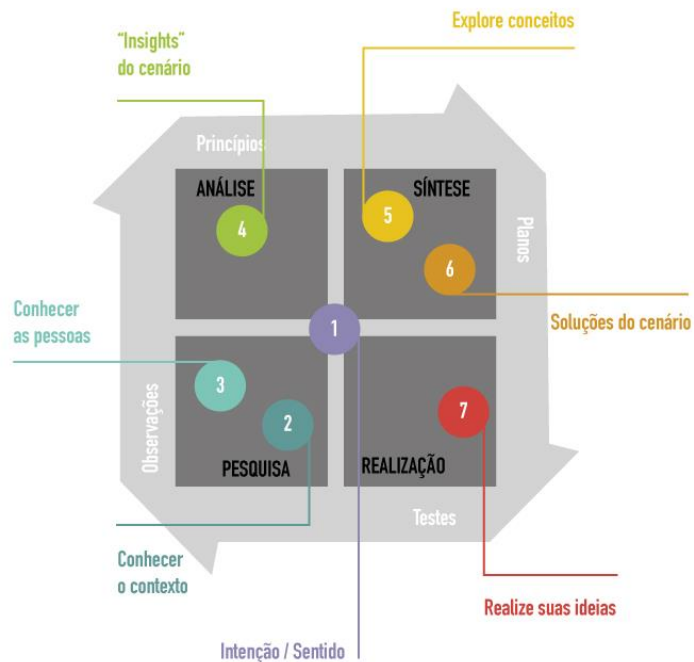 Explore conceitos
“Insights”
do cenário
Princípios
ANÁLISE
SÍNTESE
5
4
Planos
6
Conhecer
as pessoas
1
Soluções do cenário
3
2
7
Observações
PESQUISA
REALIZAÇÃO
Testes
Conhecer
o contexto
Realize suas ideias
Intenção / Sentido